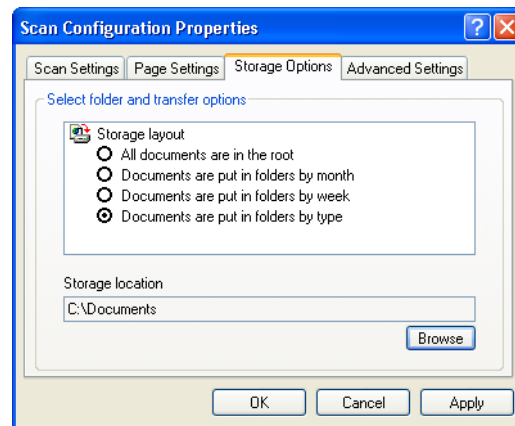 Scan Configuration Properties
Scan Settings Page Settings Storage Options Advanced Settings
Select folder and transfer options
Storage layout
All documents are in the root
Documents are put in folders by month
Documents are put in folders by week
Documents are put in folders by type
Storage location
C:\Documents
Browse
OK Cancel Apply